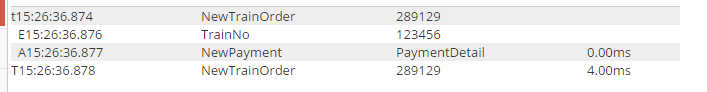 t15:26:36.874 NewTrainOrder 289129
E15:26:36.876 TrainNo 123456
A15:26:36.877 NewPayment PaymentDetail 0.00ms
T15:26:36.878 NewTrainOrder 289129 4.00ms